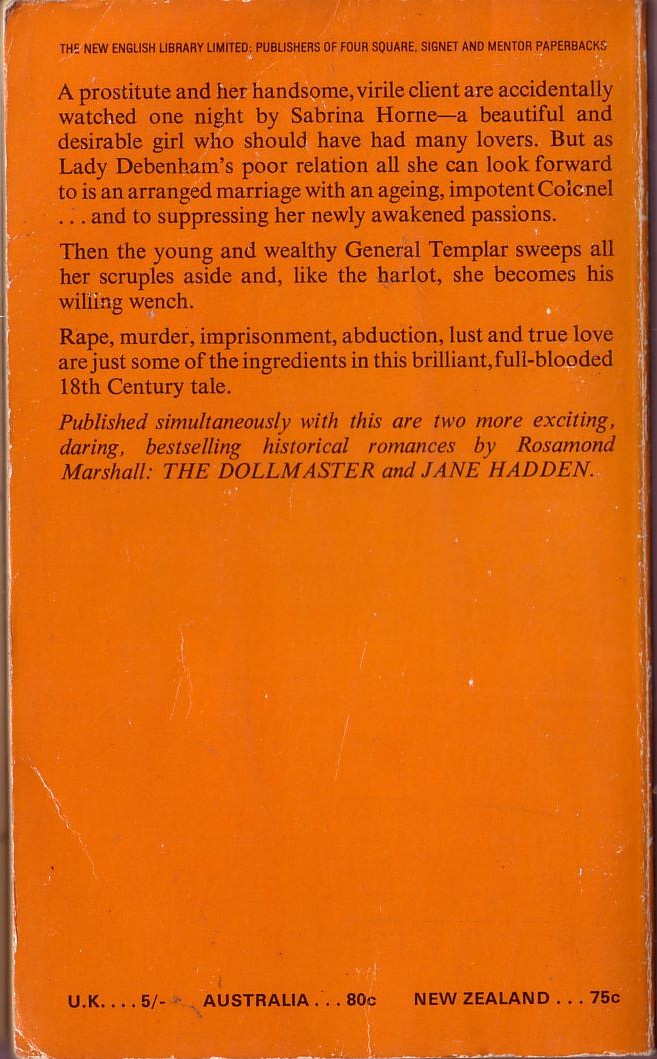 THE NEW ENGLISH LIBRARY LIMITED: PUBLISHERS OF FOUR SQUARE, SIGNET AND MENTOR PAPERBACKS
A prostitute and her handsome, virile client are accidentally
watched one night by Sabrina Horne—a beautiful and
desirable girl who should have had many lovers. But as
Lady Debenham's poor relation all she can look forward
to is an arranged marriage with an ageing, impotent Colonel
. . . and to suppressing her newly awakened passions.
Then the young and wealthy General Templar sweeps all
her scruples aside and, like the harlot, she becomes his
willing wench.
Rape, murder, imprisonment, abduction, lust and true love
are just some of the ingredients in this brilliant, full-blooded
18th Century tale.
Published simultaneously with this are two more exciting,
daring, bestselling historical romances by Rosamond
Marshall: THE DOLLMASTER and JANE HADDEN.
U.K. . . . 5/- AUSTRALIA . . . 80c NEW ZEALAND . . . 75c